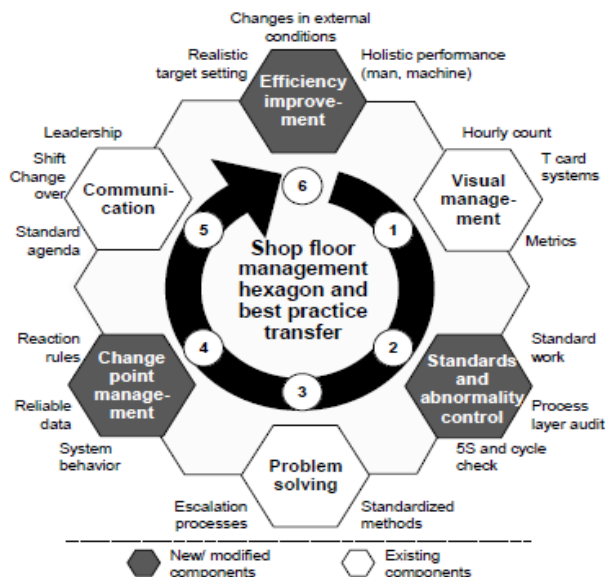 Changes in external
conditions
Realistic
target setting
Holistic performance
(man, machine)
Efficiency
improve-
ment
Leadership
Shift
Change
over
Standard
agenda
Communi-
cation
Hourly count
T card
systems
Metrics
Visual
manage-
ment
6
5
1
Shop floor
management
hexagon and
best practice
transfer
4
2
3
Reaction
rules
Reliable
data
System
behavior
Change
point
manage-
ment
Standards
and
abnormality
control
Standard
work
Process
layer audit
5S and cycle
check
Problem
solving
Escalation
processes
Standardized
methods
New/ modified
components
Existing
components